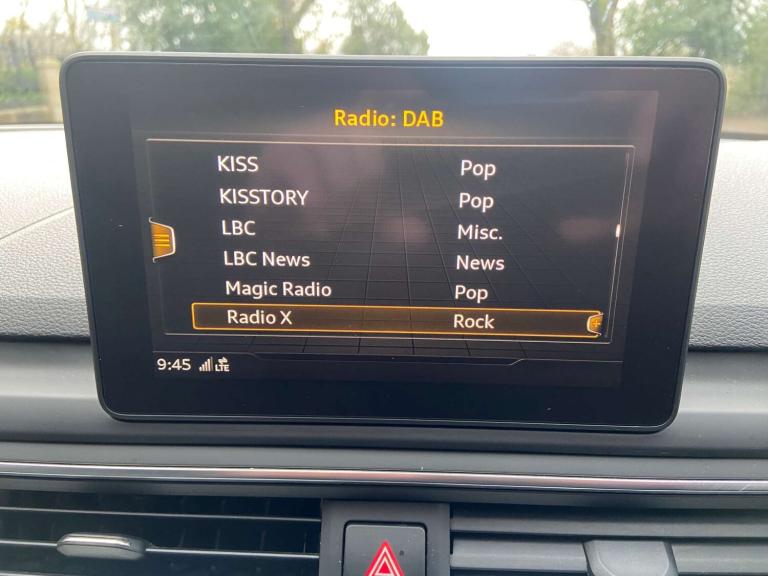 Radio: DAB
KISS Pop
KISSTORY Pop
LBC Misc.
LBC News News
Magic Radio Pop
Radio X Rock
9:45 LTE